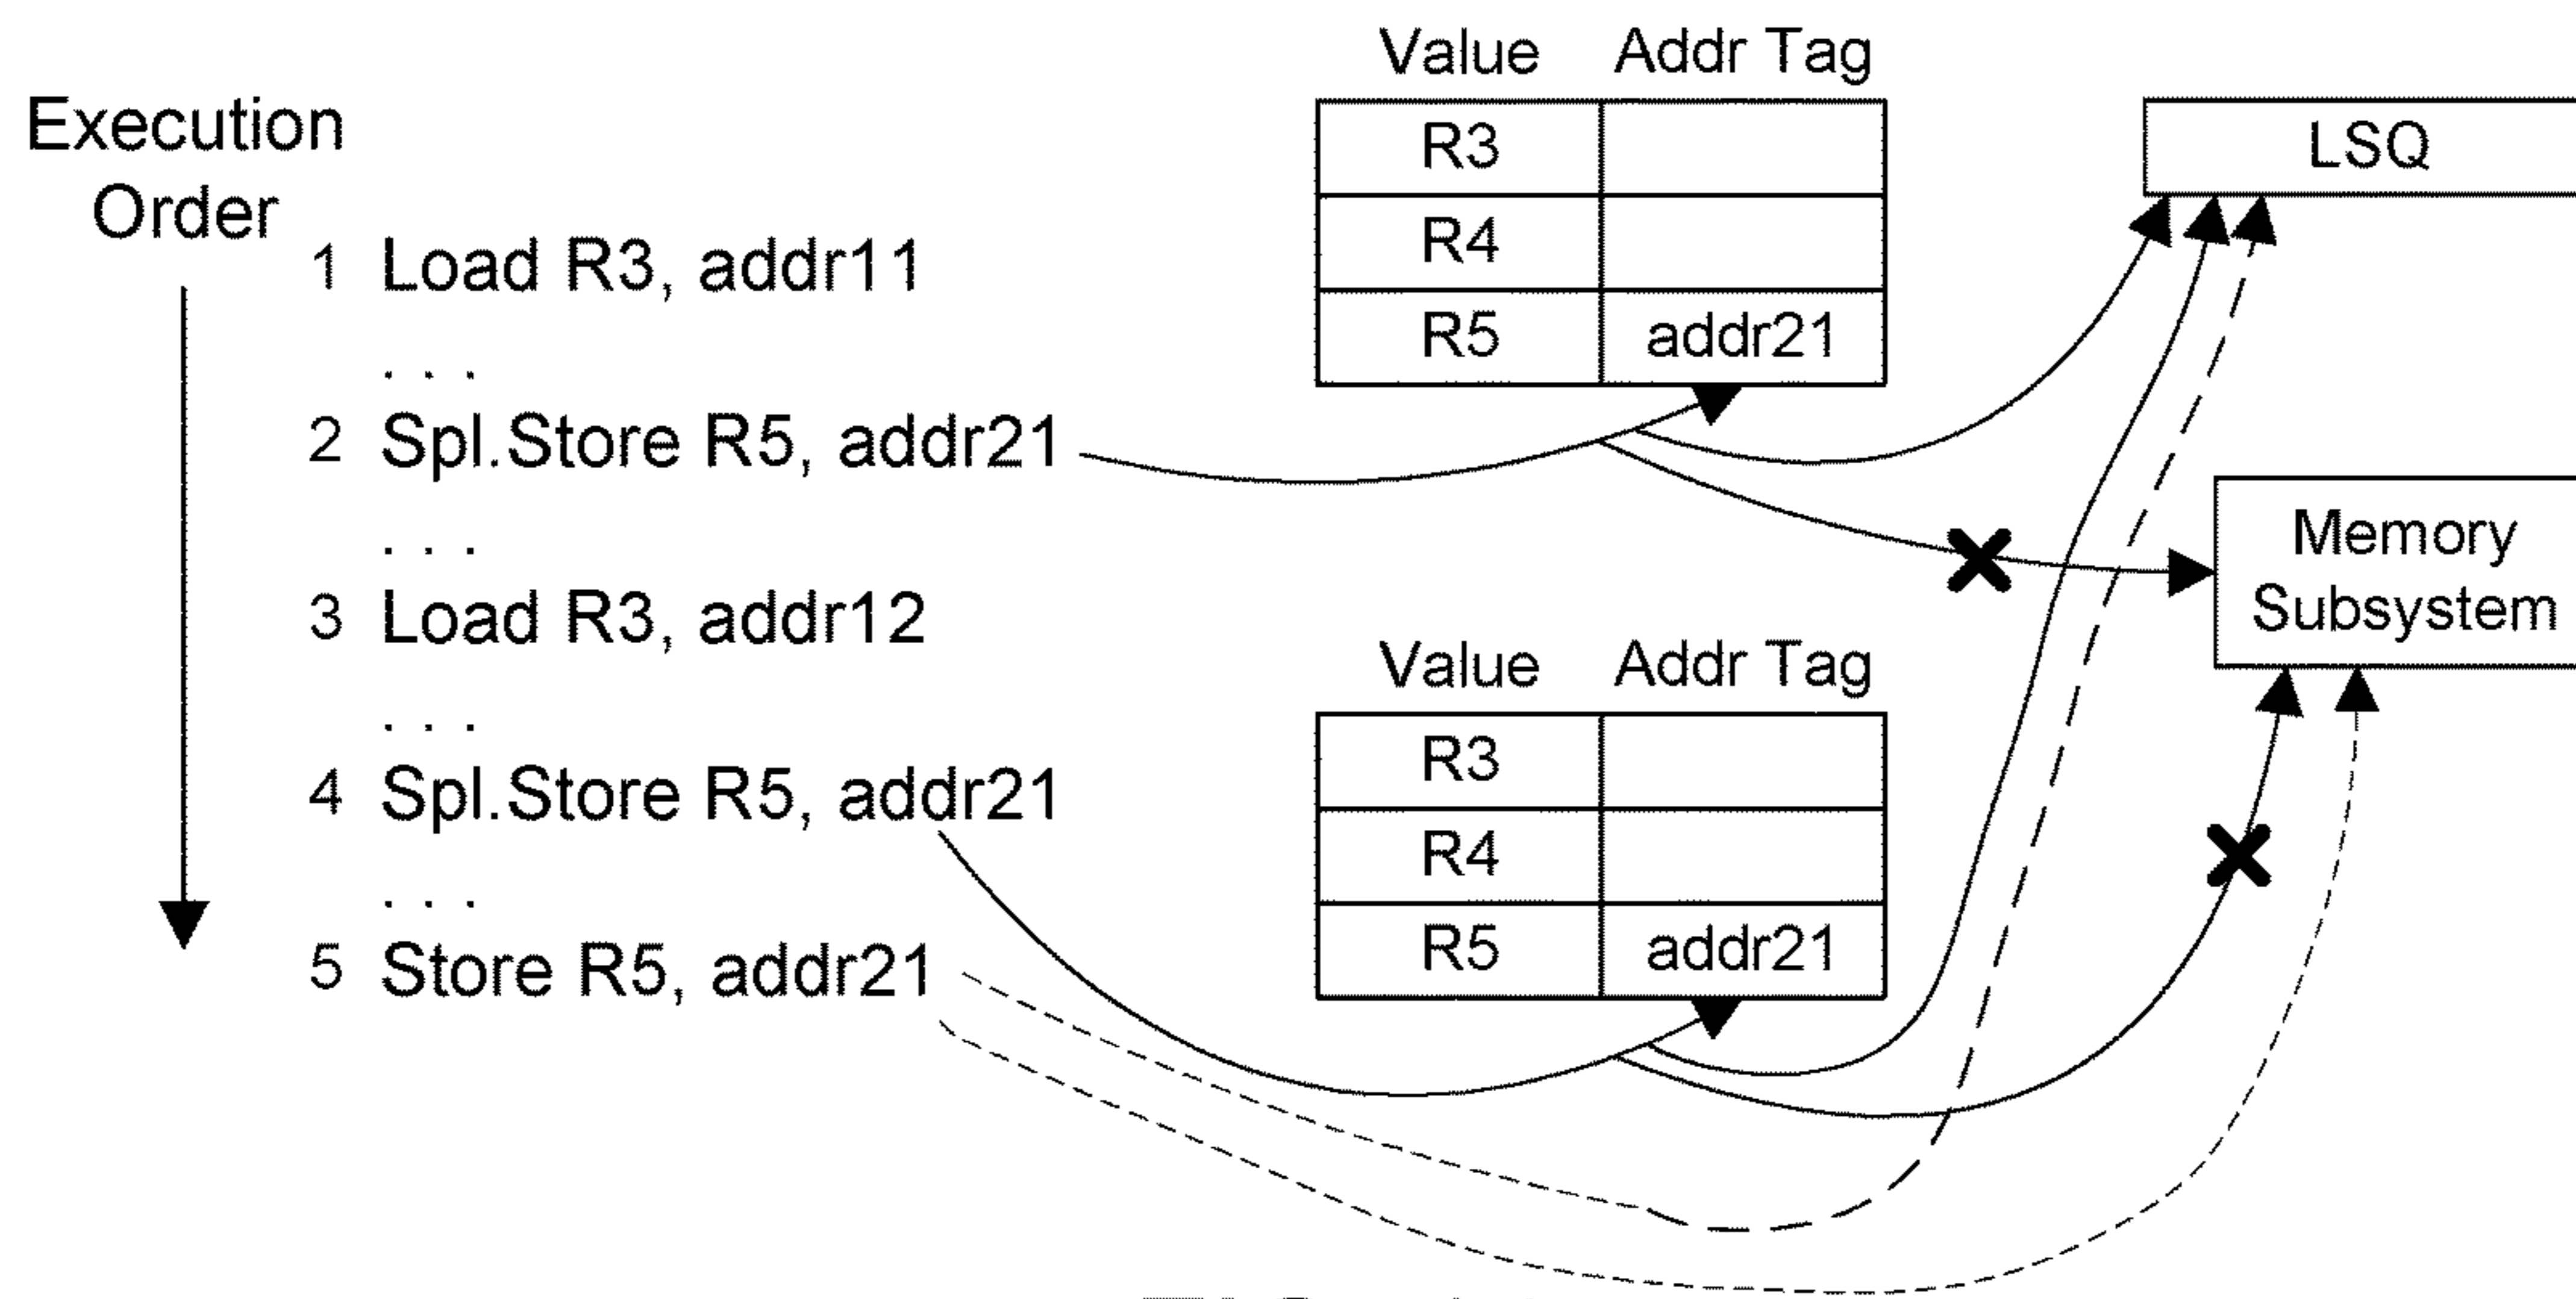 Execution
Order
1 Load R3, addr11
. . .
2 Spl.Store R5, addr21
. . .
3 Load R3, addr12
. . .
4 Spl.Store R5, addr21
. . .
5 Store R5, addr21
Value Addr Tag
R3
R4
R5 addr21
Value Addr Tag
R3
R4
R5 addr21
LSQ
Memory
Subsystem